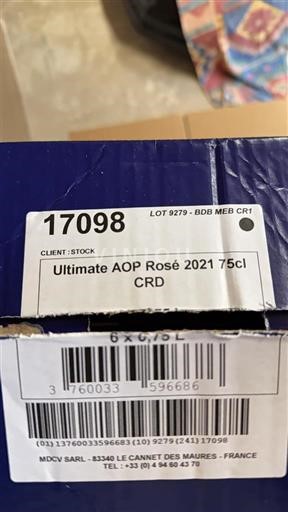 17098
LOT 9279 - BDB MEB CR1
CLIENT : STOCK
Ultimate AOP Rosé 2021 75cl
CRD
6 x 0,75 L
3 760033 596686
(01)13760033596683(10)9279(241)17098
MDCV SARL - 83340 LE CANNET DES MAURES - FRANCE
TEL : +33 (0) 4 94 60 43 70